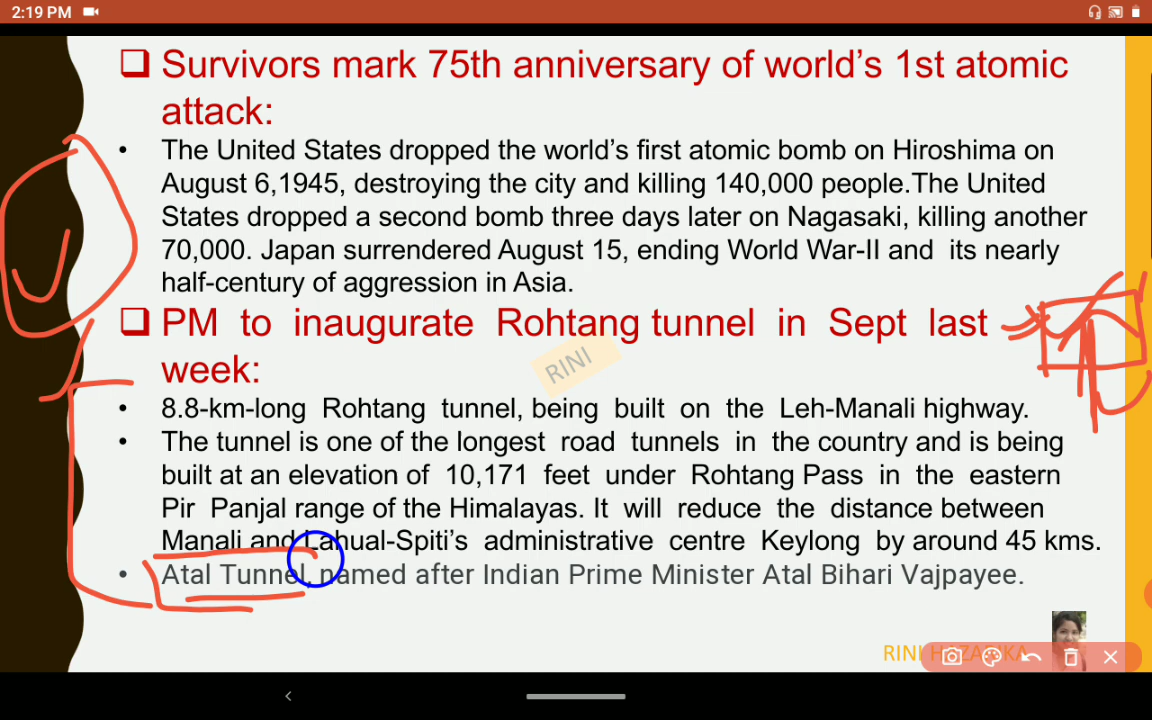 2:19 PM
❑ Survivors mark 75th anniversary of world's 1st atomic
attack:
• The United States dropped the world's first atomic bomb on Hiroshima on
August 6,1945, destroying the city and killing 140,000 people.The United
States dropped a second bomb three days later on Nagasaki, killing another
70,000. Japan surrendered August 15, ending World War-II and its nearly
half-century of aggression in Asia.
❑ PM to inaugurate Rohtang tunnel in Sept last
week:
RINI
• 8.8-km-long Rohtang tunnel, being built on the Leh-Manali highway.
• The tunnel is one of the longest road tunnels in the country and is being
built at an elevation of 10,171 feet under Rohtang Pass in the eastern
Pir Panjal range of the Himalayas. It will reduce the distance between
Manali and Lahual-Spiti's administrative centre Keylong by around 45 kms.
• Atal Tunnel, named after Indian Prime Minister Atal Bihari Vajpayee.
RINI